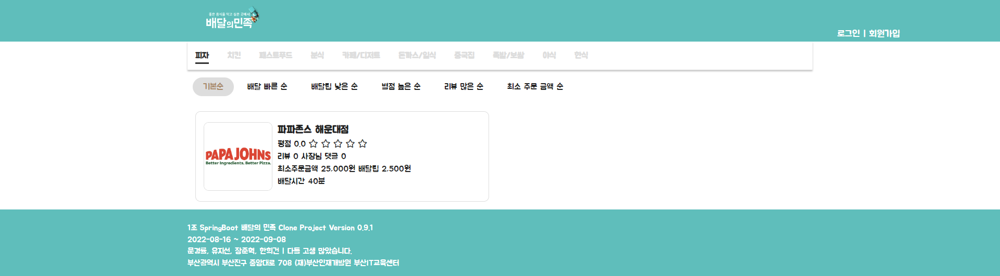 좋은 음식을 먹고 싶은 곳에서
배달의민족
로그인 | 회원가입
피자 치킨 패스트푸드 분식 카페/디저트 돈까스/일식 중국집 족발/보쌈 야식 한식
기본순 배달 빠른 순 배달팁 낮은 순 별점 높은 순 리뷰 많은 순 최소 주문 금액 순
파파존스 해운대점
평점 0.0 ☆ ☆ ☆ ☆ ☆
리뷰 0 사장님 댓글 0
최소주문금액 25,000원 배달팁 2,500원
배달시간 40분
PAPA JOHNS
Better Ingredients. Better Pizza.
1조 SpringBoot 배달의 민족 Clone Project Version 0.9.1
2022-08-16 ~ 2022-09-08
문경률, 유지선, 장준혁, 한희건 | 다들 고생 많았습니다.
부산광역시 부산진구 중앙대로 708 (재)부산인재개발원 부산IT교육센터